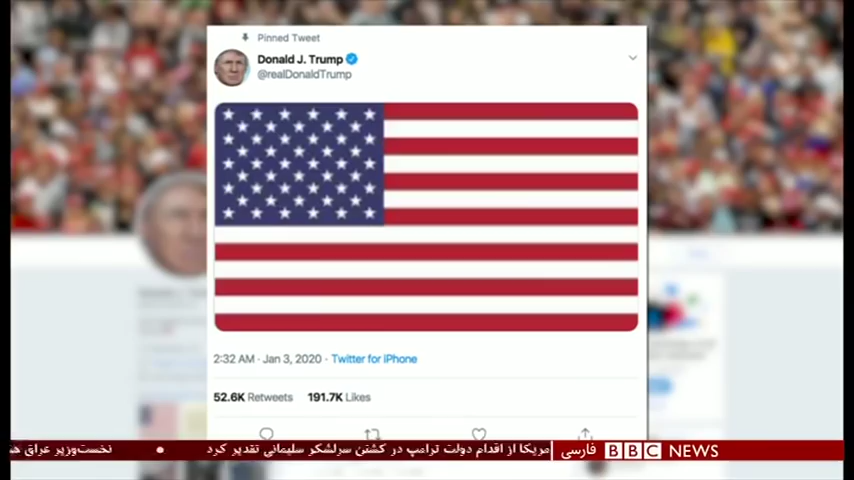 Pinned Tweet
Donald J. Trump
@realDonaldTrump
2:32 AM · Jan 3, 2020 · Twitter for iPhone
52.6K Retweets 191.7K Likes
مریکا از اقدام دولت ترامپ در کشتن سرلشکر سلیمانی تقدیر کرد • نخست‌وزیر عراق
BBC NEWS فارسی